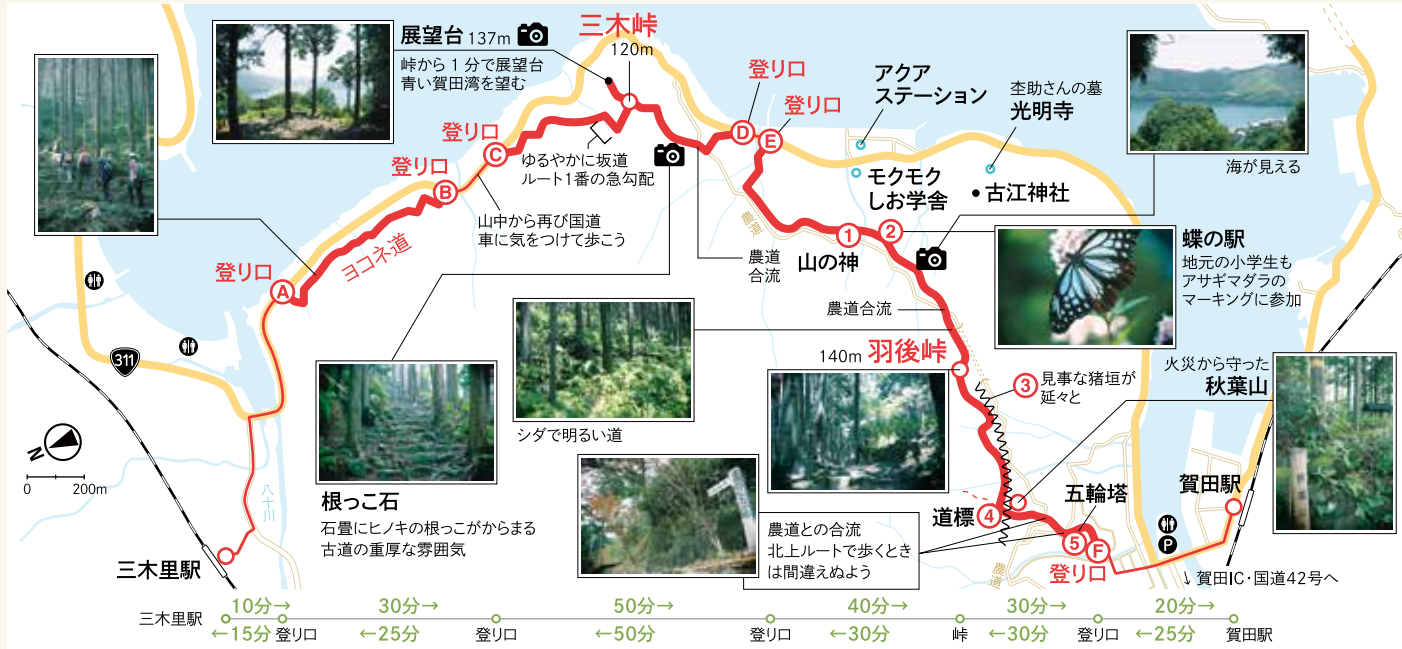 展望台 137m
峠から1分で展望台
青い賀田湾を望む
三木峠
120m
登り口
D
登り口
E
アクア
ステーション
杢助さんの墓
光明寺
海が見える
登り口
C
登り口
B
ゆるやかに坂道
ルート1番の急勾配
モクモク
しお学舎
古江神社
山中から再び国道
車に気をつけて歩こう
ヨコネ道
登り口
A
農道
農道
合流
1
山の神
2
蝶の駅
地元の小学生も
アサギマダラの
マーキングに参加
農道合流
311
140m 羽後峠
3
見事な猪垣が
延々と
火災から守った
秋葉山
シダで明るい道
N
0 200m
八十川
根っこ石
石畳にヒノキの根っこがからまる
古道の重厚な雰囲気
三木里駅
農道との合流
北上ルートで歩くとき
は間違えぬよう
道標
4
五輪塔
5
F
登り口
農道
P
賀田駅
賀田IC・国道42号へ
10分→
30分→
50分→
40分→
30分→
20分→
三木里駅
←15分
登り口
←25分
登り口
←50分
登り口
←30分
峠
←30分
登り口
←25分
賀田駅